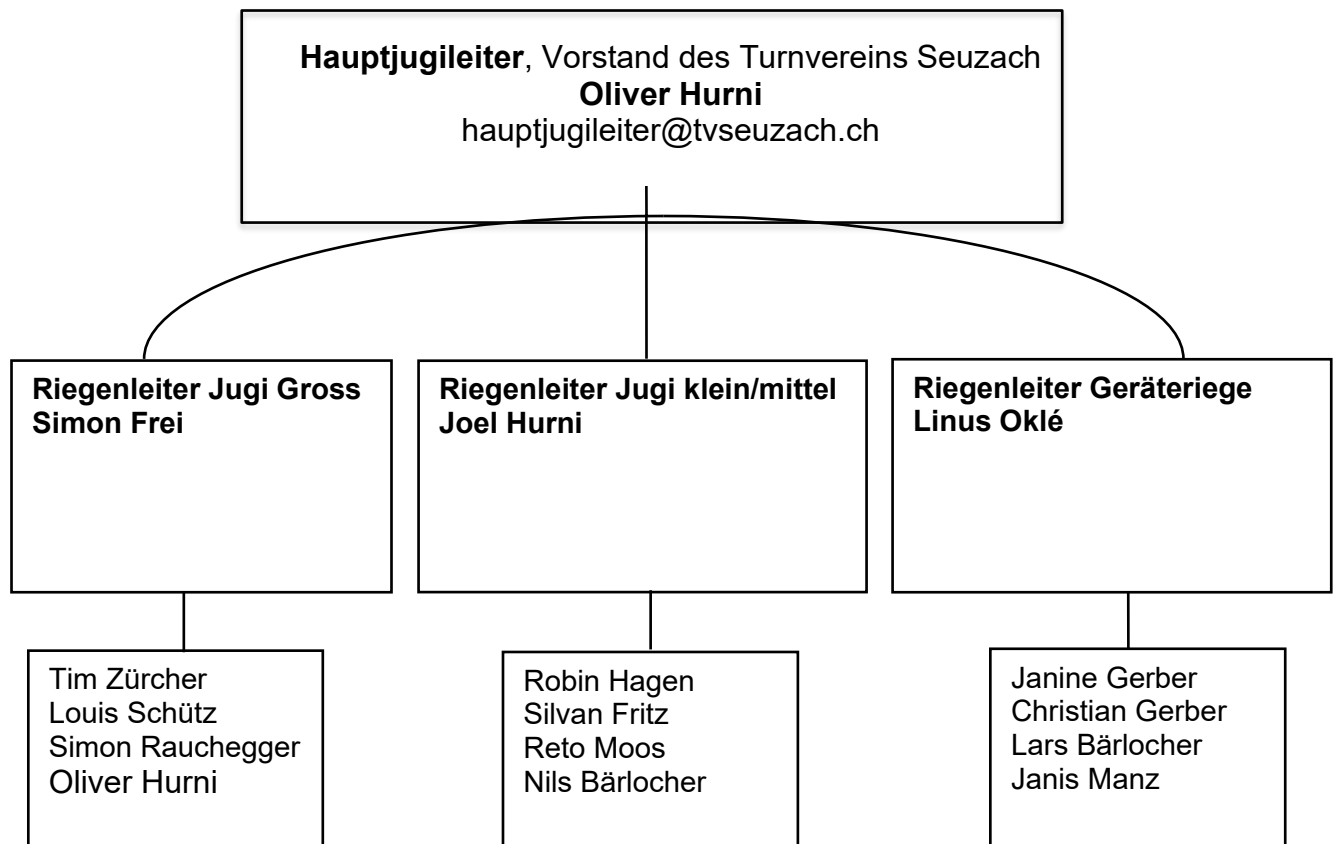 Hauptjugileiter, Vorstand des Turnvereins Seuzach
Oliver Hurni
hauptjugileiter@tvseuzach.ch
Riegenleiter Jugi Gross
Simon Frei
Riegenleiter Jugi klein/mittel
Joel Hurni
Riegenleiter Geräteriege
Linus Oklé
Tim Zürcher
Louis Schütz
Simon Rauchegger
Oliver Hurni
Robin Hagen
Silvan Fritz
Reto Moos
Nils Bärlocher
Janine Gerber
Christian Gerber
Lars Bärlocher
Janis Manz